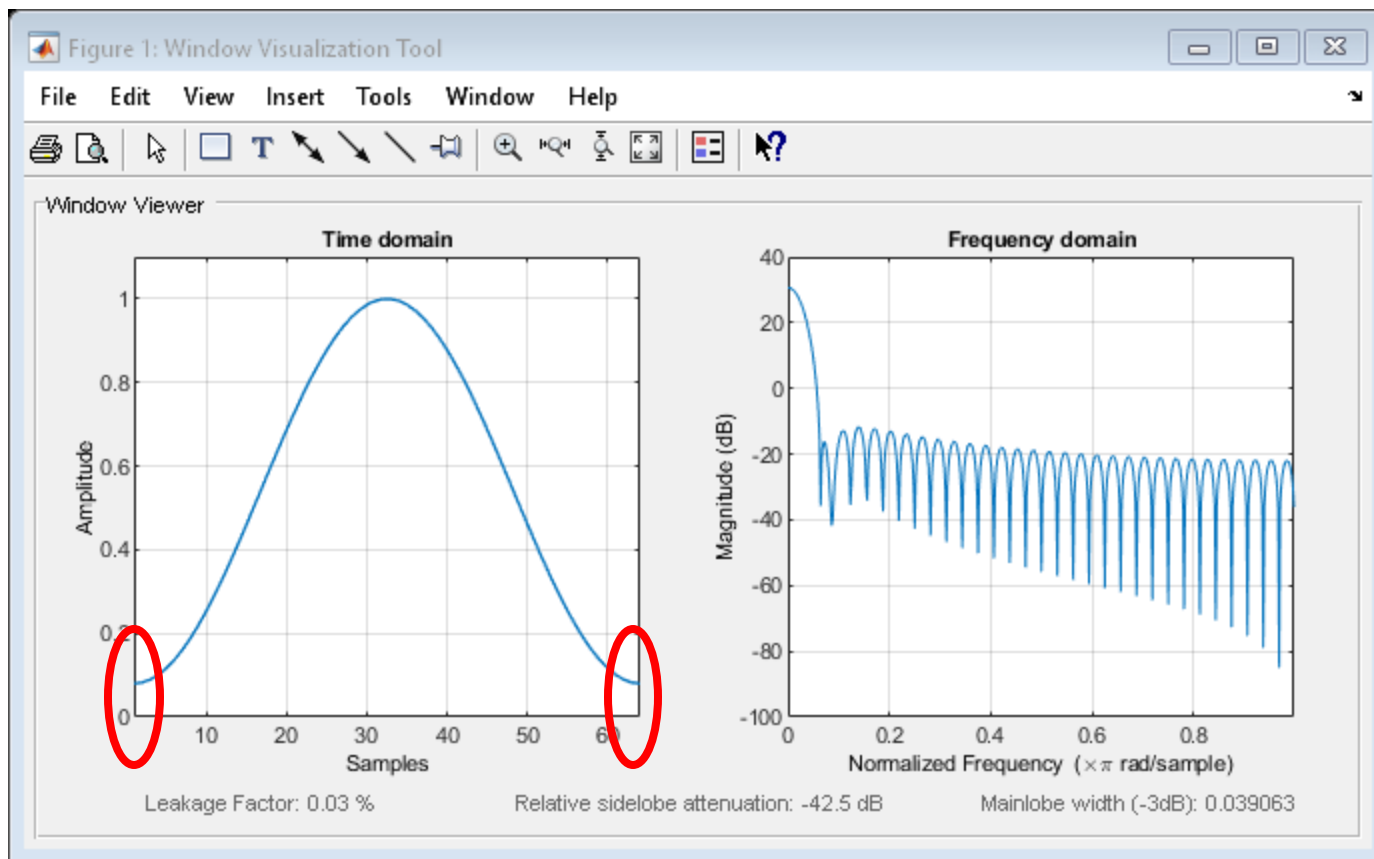 Figure 1: Window Visualization Tool
File Edit View Insert Tools Window Help
T
?
Window Viewer
Time domain
1
0.8
0.6
0.4
0.2
0
Amplitude
10 20 30 40 50 60
Samples
Frequency domain
40
20
0
-20
-40
-60
-80
-100
Magnitude (dB)
0 0.2 0.4 0.6 0.8
Normalized Frequency (×π rad/sample)
Leakage Factor: 0.03 % Relative sidelobe attenuation: -42.5 dB Mainlobe width (-3dB): 0.039063